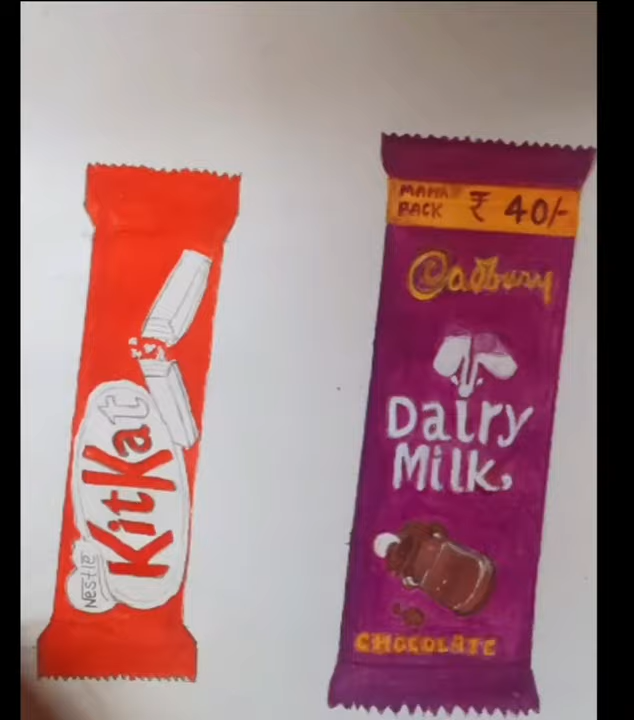 Nestle
KitKat
MAHA
PACK
₹ 40/-
Cadbury
Dairy
Milk
CHOCOLATE